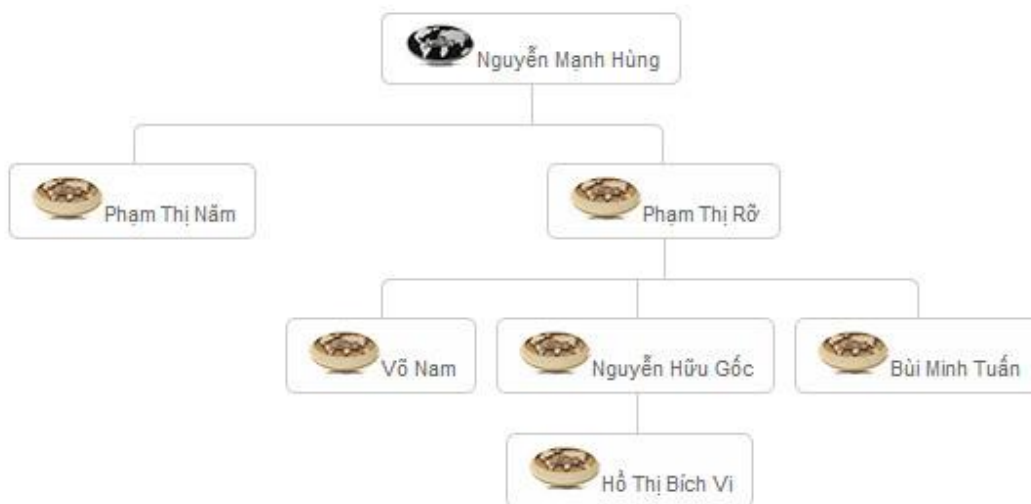 Nguyễn Mạnh Hùng
Phạm Thị Năm
Phạm Thị Rỡ
Võ Nam
Nguyễn Hữu Gốc
Bùi Minh Tuấn
Hồ Thị Bích Vi